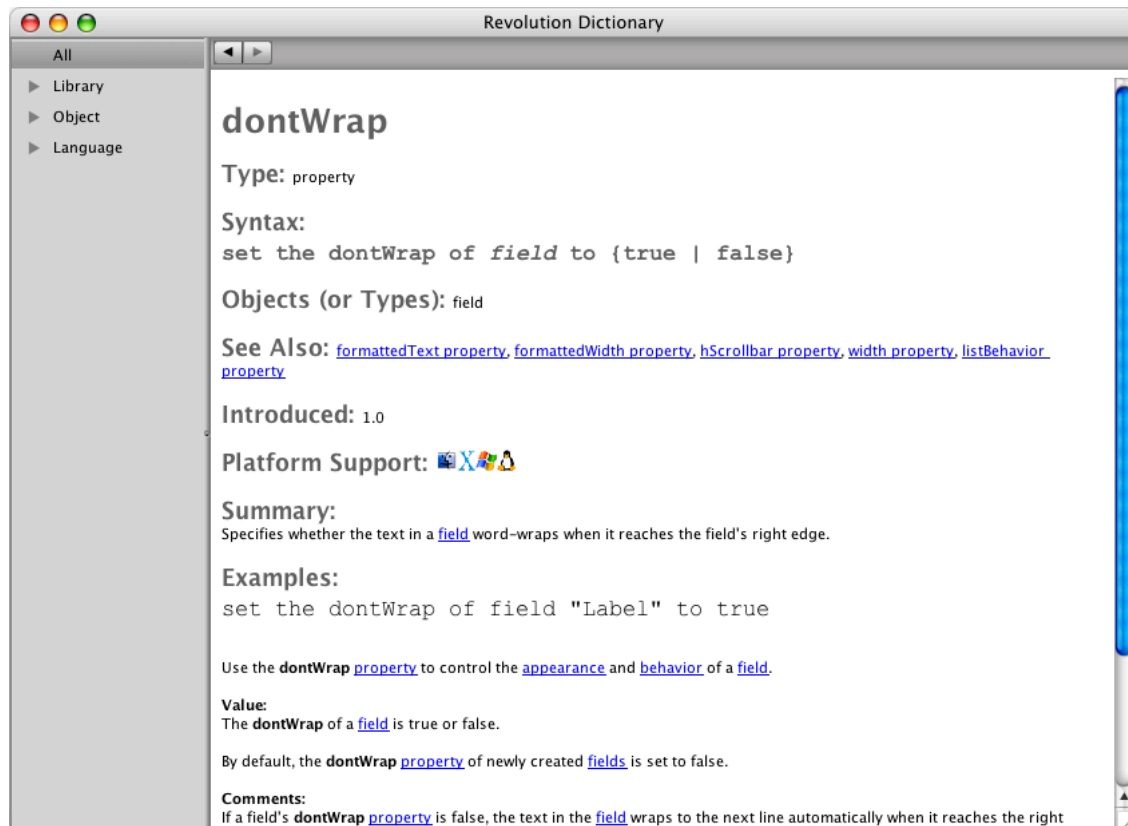 Revolution Dictionary
All
Library
Object
Language
dontWrap
Type: property
Syntax:
set the dontWrap of field to {true | false}
Objects (or Types): field
See Also: formattedText property, formattedWidth property, hScrollbar property, width property, listBehavior
property
Introduced: 1.0
Platform Support:
Summary:
Specifies whether the text in a field word-wraps when it reaches the field's right edge.
Examples:
set the dontWrap of field "Label" to true
Use the dontWrap property to control the appearance and behavior of a field.
Value:
The dontWrap of a field is true or false.
By default, the dontWrap property of newly created fields is set to false.
Comments:
If a field's dontWrap property is false, the text in the field wraps to the next line automatically when it reaches the right